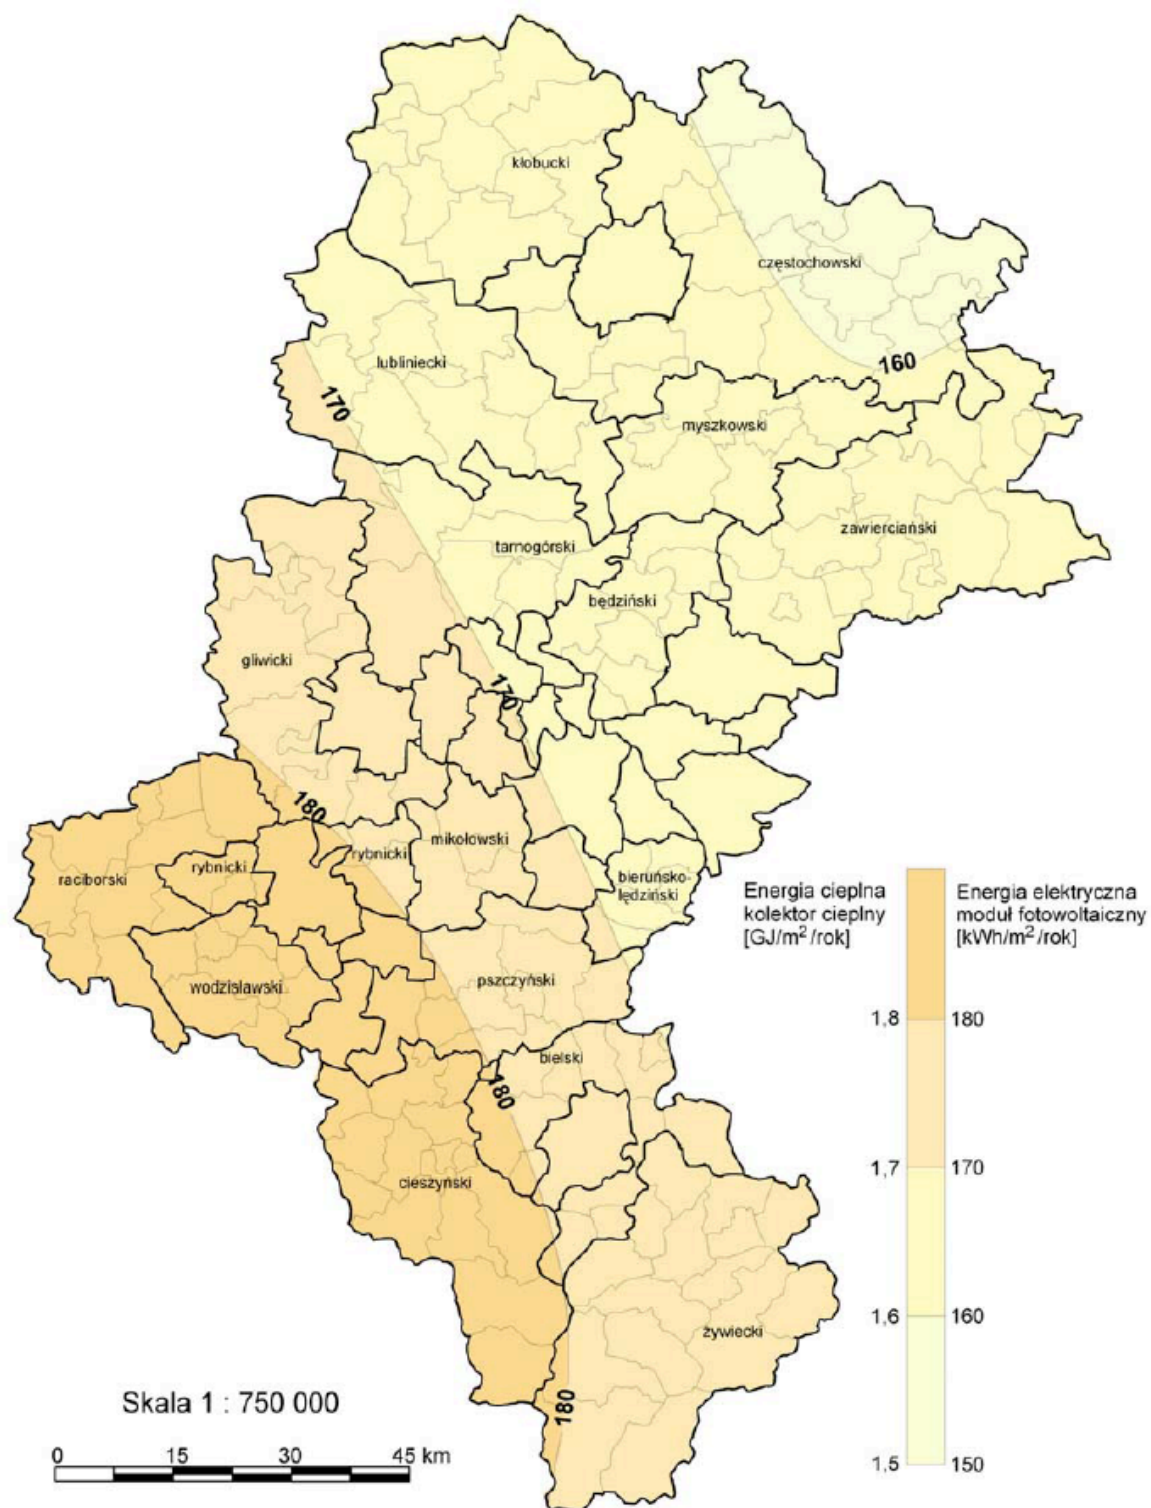 kłobucki
częstochowski
160
lubliniecki
170
myszkowski
zawierciański
tarnogórski
będziński
gliwicki
170
180
mikołowski
rybnicki
rybnicki
raciborski
bieruńsko-
lędziński
Energia cieplna
kolektor cieplny
[GJ/m²/rok]
Energia elektryczna
moduł fotowoltaiczny
[kWh/m²/rok]
wodzisławski
pszczyński
1,8
180
bielski
180
1,7
170
cieszyński
1,6
160
żywiecki
180
Skala 1 : 750 000
0 15 30 45 km
1,5
150